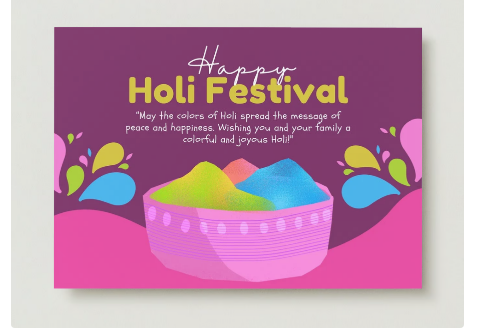 Happy
Holi Festival
"May the colors of Holi spread the message of
peace and happiness. Wishing you and your family a
colorful and joyous Holi!"